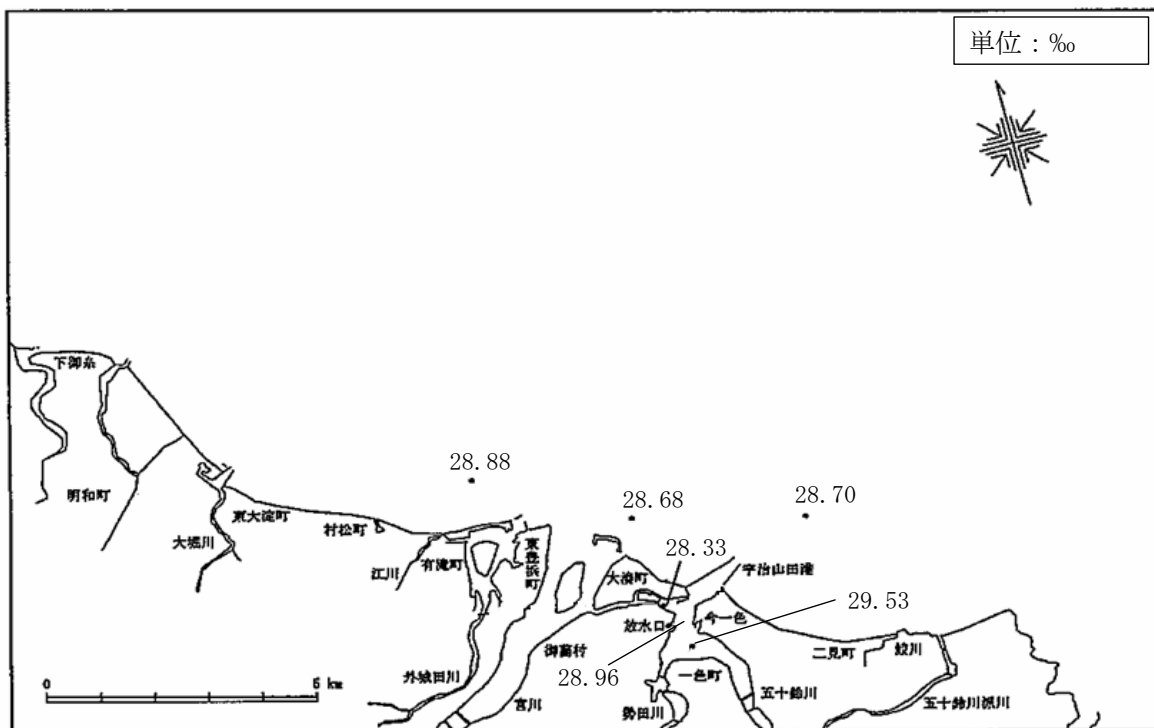 単位：‰
下御糸
明和町
大堀川
東大淀町
村松町
江川
有滝町
東豊浜町
外城田川
宮川
御薗村
大湊町
放水口
勢田川
一色町
今一色
宇治山田港
二見町
鮫川
五十鈴川
五十鈴川派川
28.88
28.68
28.70
28.33
29.53
28.96
0
5 km